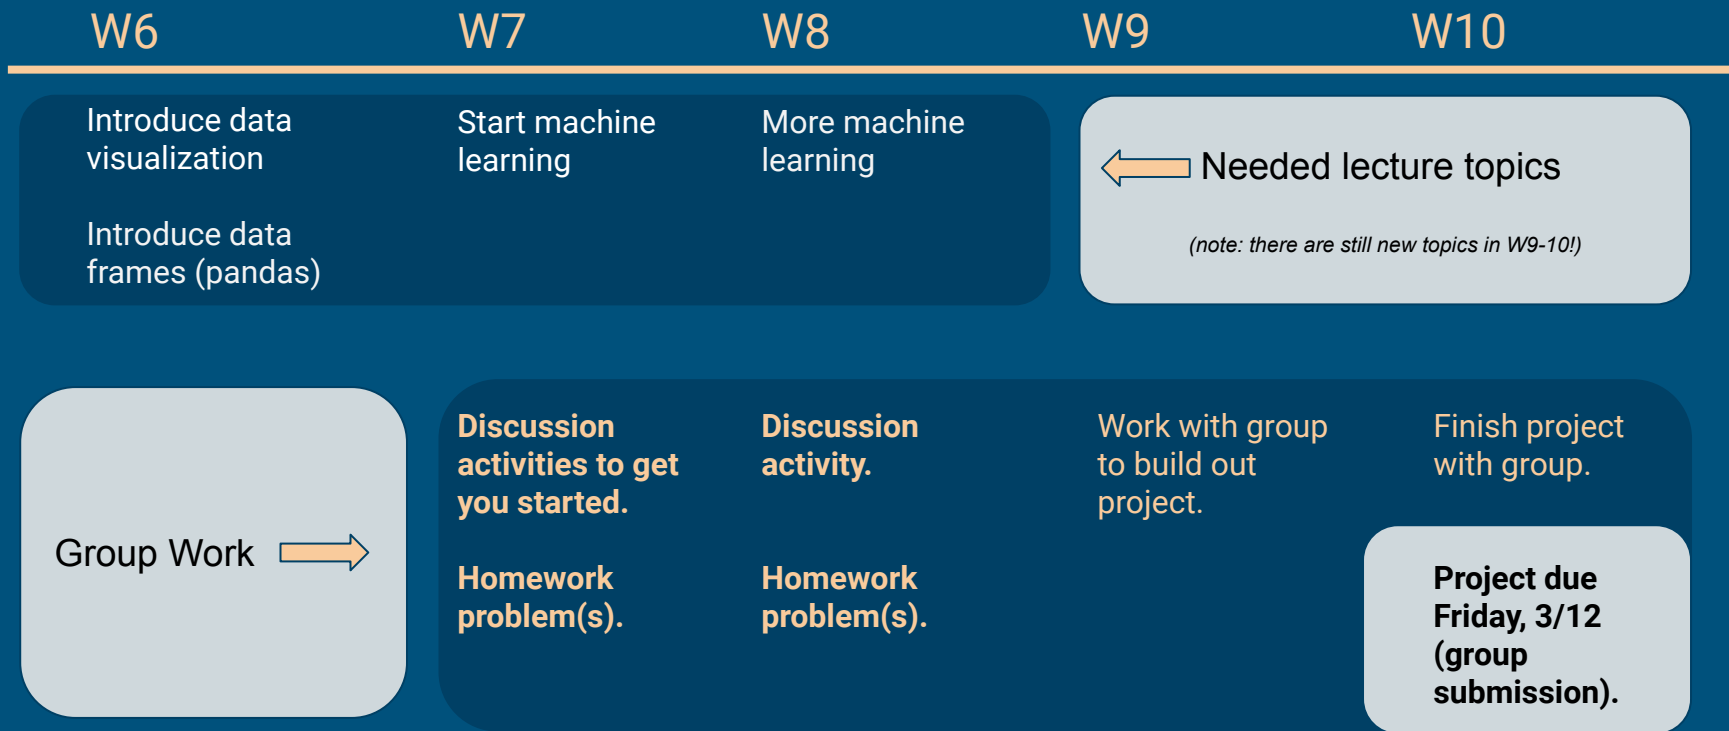 W6
W7
W8
W9
W10
Introduce data
visualization
Introduce data
frames (pandas)
Start machine
learning
More machine
learning
Needed lecture topics
(note: there are still new topics in W9-10!)
Group Work
Discussion
activities to get
you started.
Homework
problem(s).
Discussion
activity.
Homework
problem(s).
Work with group
to build out
project.
Finish project
with group.
Project due
Friday, 3/12
(group
submission).